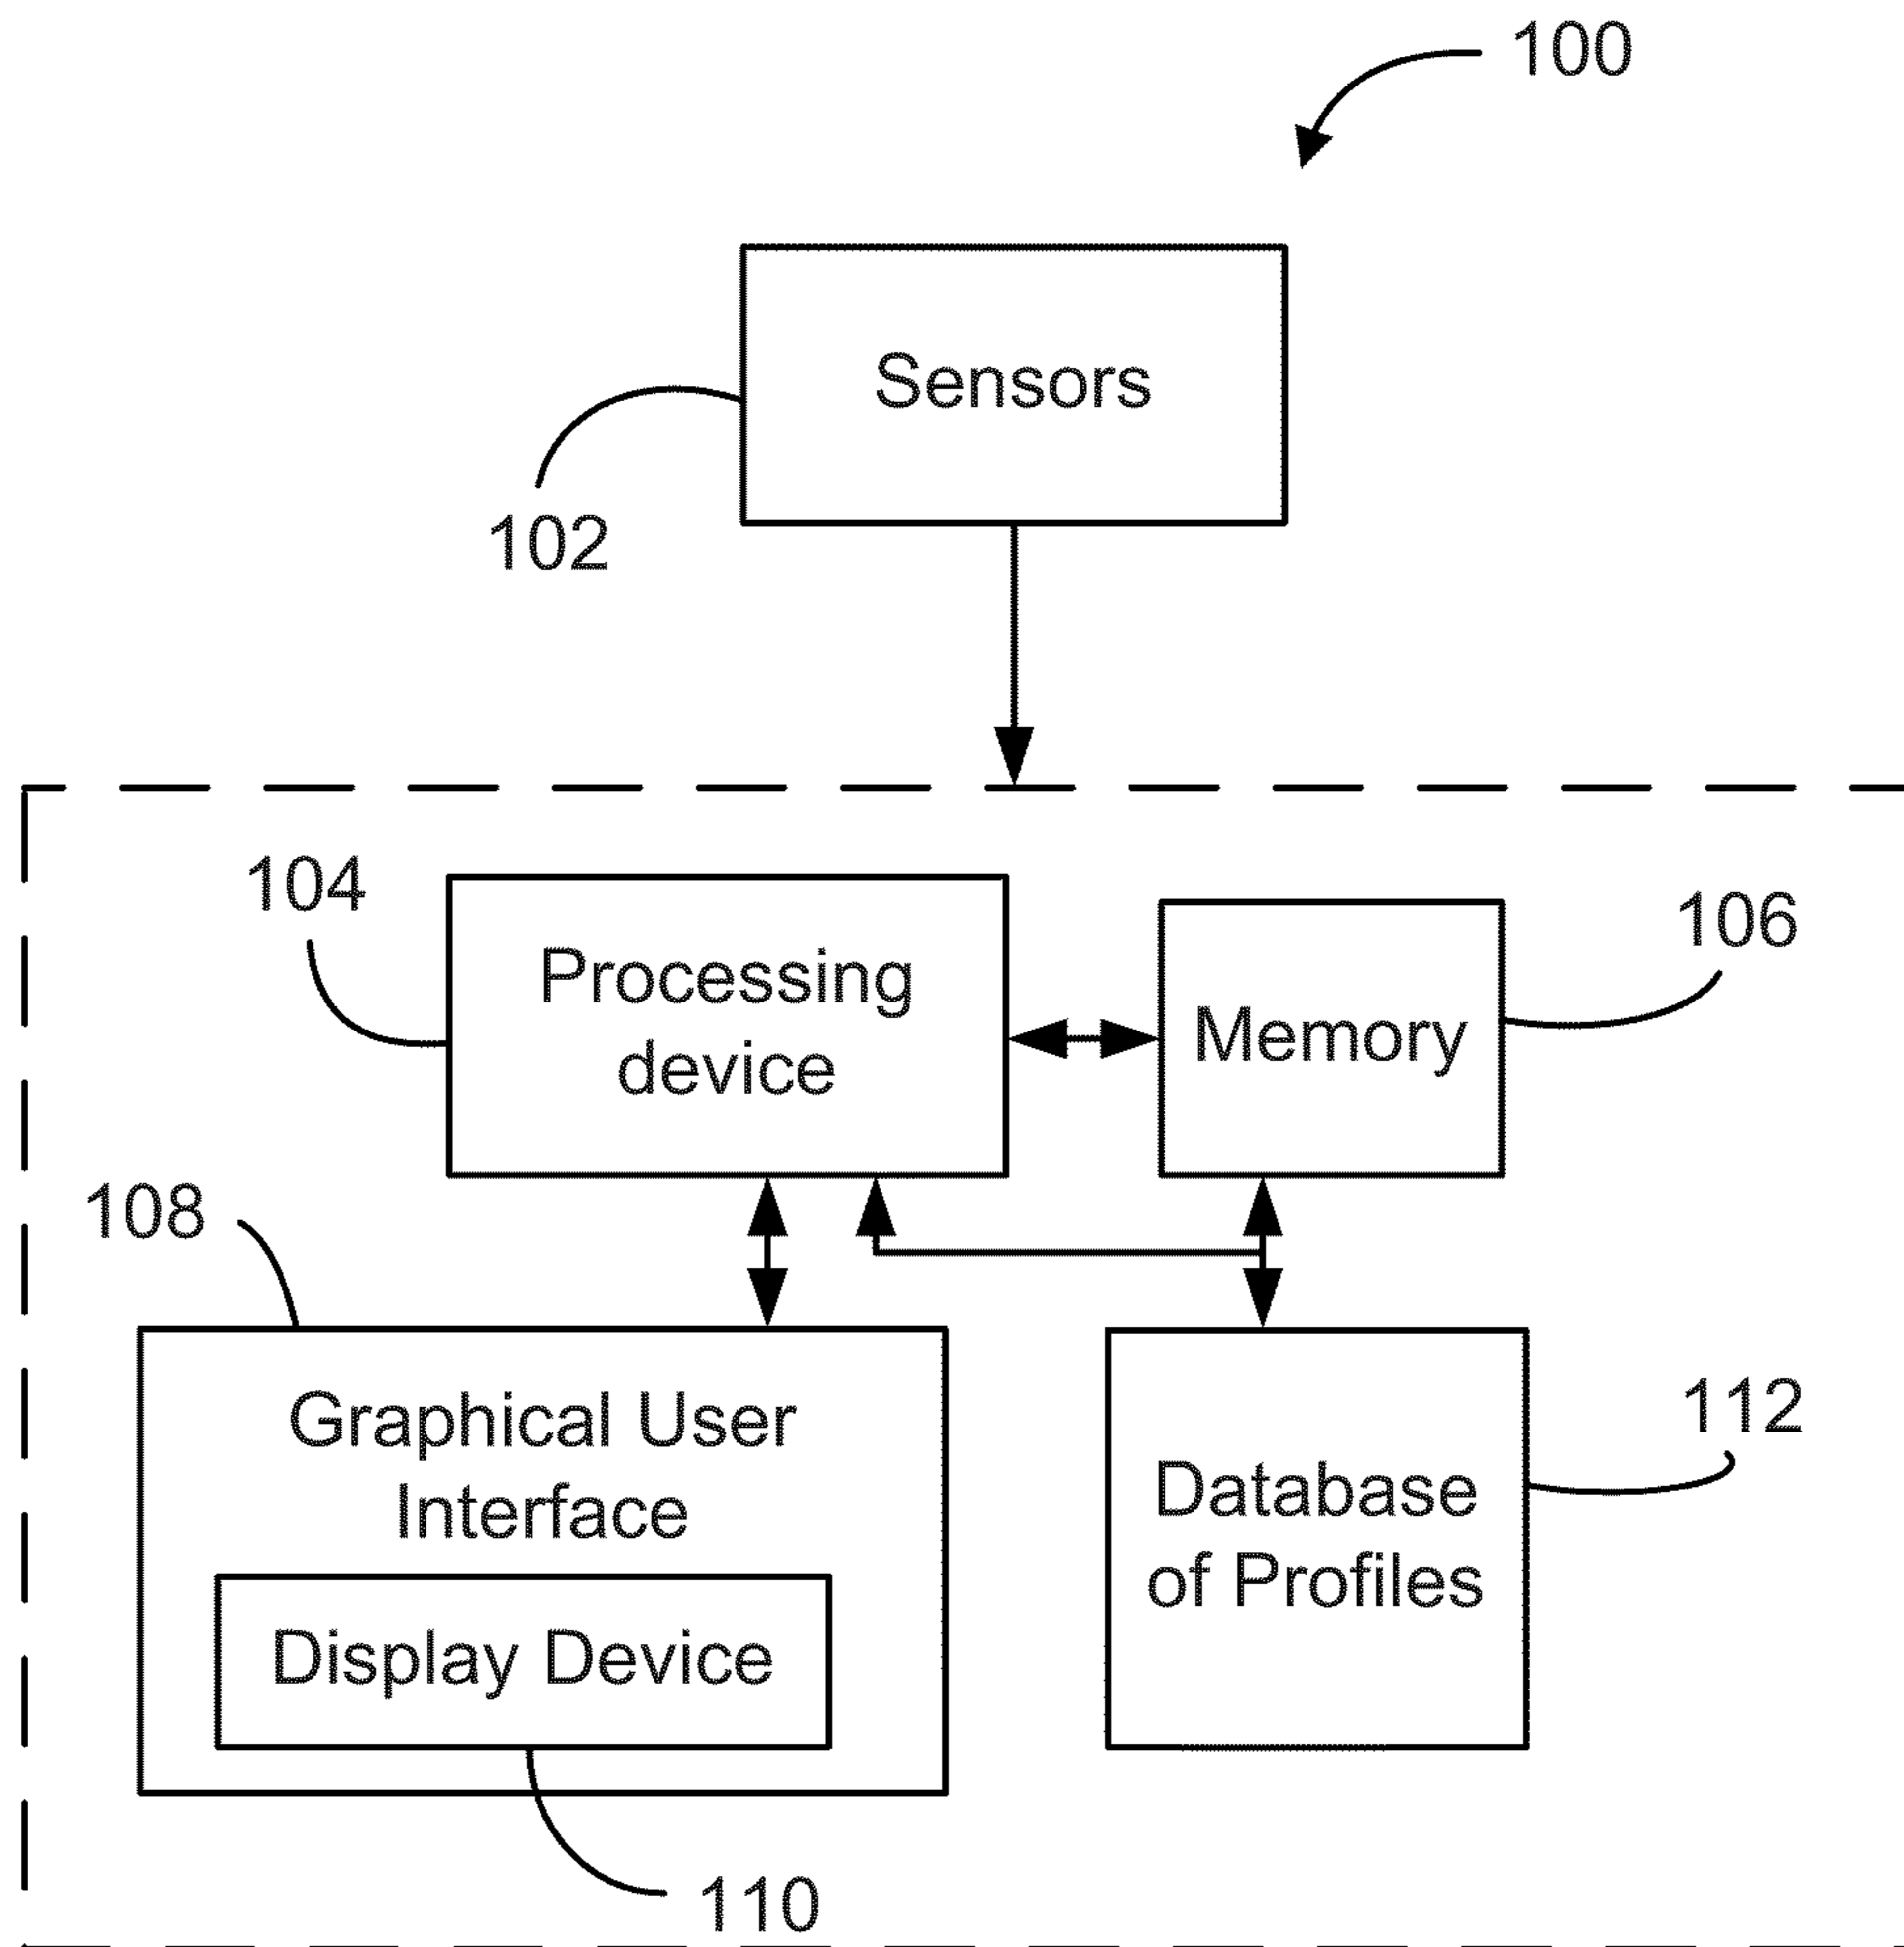 100
Sensors
102
104
Processing
device
106
Memory
108
Graphical User
Interface
112
Database
of Profiles
Display Device
110